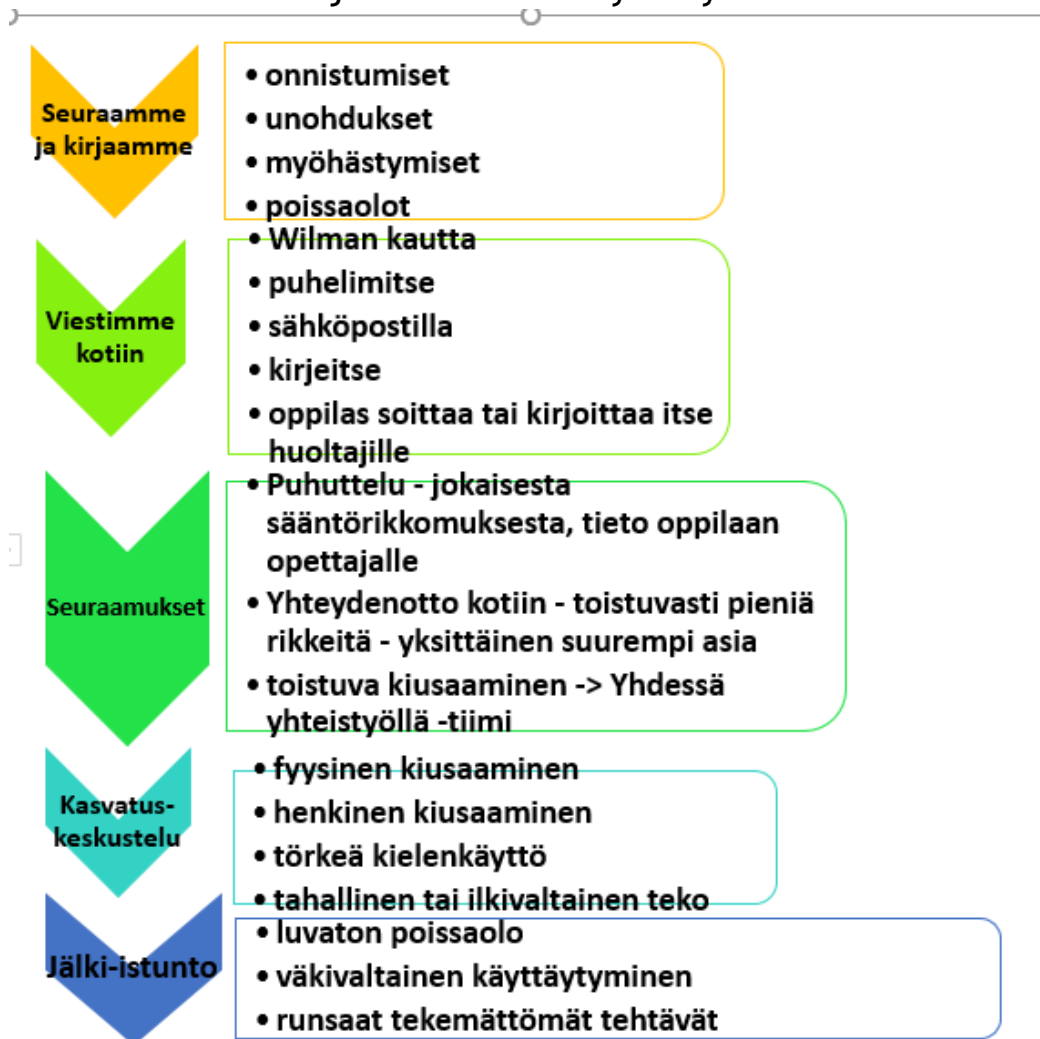 Seuraamme
ja kirjaamme
• onnistumiset
• unohdukset
• myöhästymiset
• poissaolot
Viestimme
kotiin
• Wilman kautta
• puhelimitse
• sähköpostilla
• kirjeitse
• oppilas soittaa tai kirjoittaa itse
huoltajille
Seuraamukset
• Puhuttelu - jokaisesta
sääntörikkomuksesta, tieto oppilaan
opettajalle
• Yhteydenotto kotiin - toistuvasti pieniä
rikkeitä - yksittäinen suurempi asia
• toistuva kiusaaminen -> Yhdessä
yhteistyöllä -tiimi
Kasvatus-
keskustelu
• fyysinen kiusaaminen
• henkinen kiusaaminen
• törkeä kielenkäyttö
• tahallinen tai ilkivaltainen teko
Jälki-istunto
• luvaton poissaolo
• väkivaltainen käyttäytyminen
• runsaat tekemättömät tehtävät